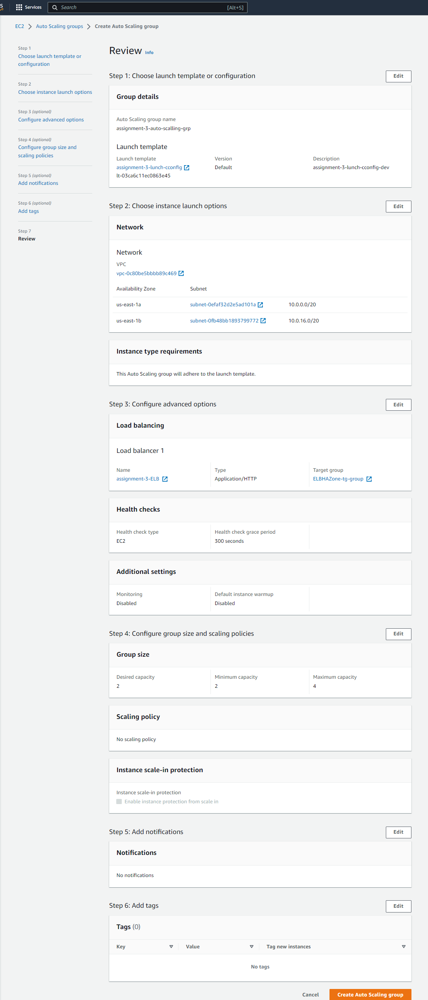 Services
Search
[Alt+S]
EC2 > Auto Scaling groups > Create Auto Scaling group
Step 1
Choose launch template or
configuration
Step 2
Choose instance launch options
Step 3 (optional)
Configure advanced options
Step 4 (optional)
Configure group size and
scaling policies
Step 5 (optional)
Add notifications
Step 6 (optional)
Add tags
Step 7
Review
Review Info
Step 1: Choose launch template or configuration
Edit
Group details
Auto Scaling group name
assignment-3-auto-scalling-grp
Launch template
Launch template Version Description
assignment-3-lunch-cconfig Default assignment-3-lunch-cconfig-dev
lt-03ca6c11ec0863e45
Step 2: Choose instance launch options
Edit
Network
Network
VPC
vpc-0c80be5bbbb89c469
Availability Zone Subnet
us-east-1a subnet-0efaf32d2e5ad101a 10.0.0.0/20
us-east-1b subnet-0fb48bb1893799772 10.0.16.0/20
Instance type requirements
This Auto Scaling group will adhere to the launch template.
Step 3: Configure advanced options
Edit
Load balancing
Load balancer 1
Name Type Target group
assignment-3-ELB Application/HTTP ELBHAZone-tg-group
Health checks
Health check type Health check grace period
EC2 300 seconds
Additional settings
Monitoring Default instance warmup
Disabled Disabled
Step 4: Configure group size and scaling policies
Edit
Group size
Desired capacity Minimum capacity Maximum capacity
2 2 4
Scaling policy
No scaling policy
Instance scale-in protection
Instance scale-in protection
Enable instance protection from scale in
Step 5: Add notifications
Edit
Notifications
No notifications
Step 6: Add tags
Edit
Tags (0)
Key Value Tag new instances
No tags
Cancel Create Auto Scaling group